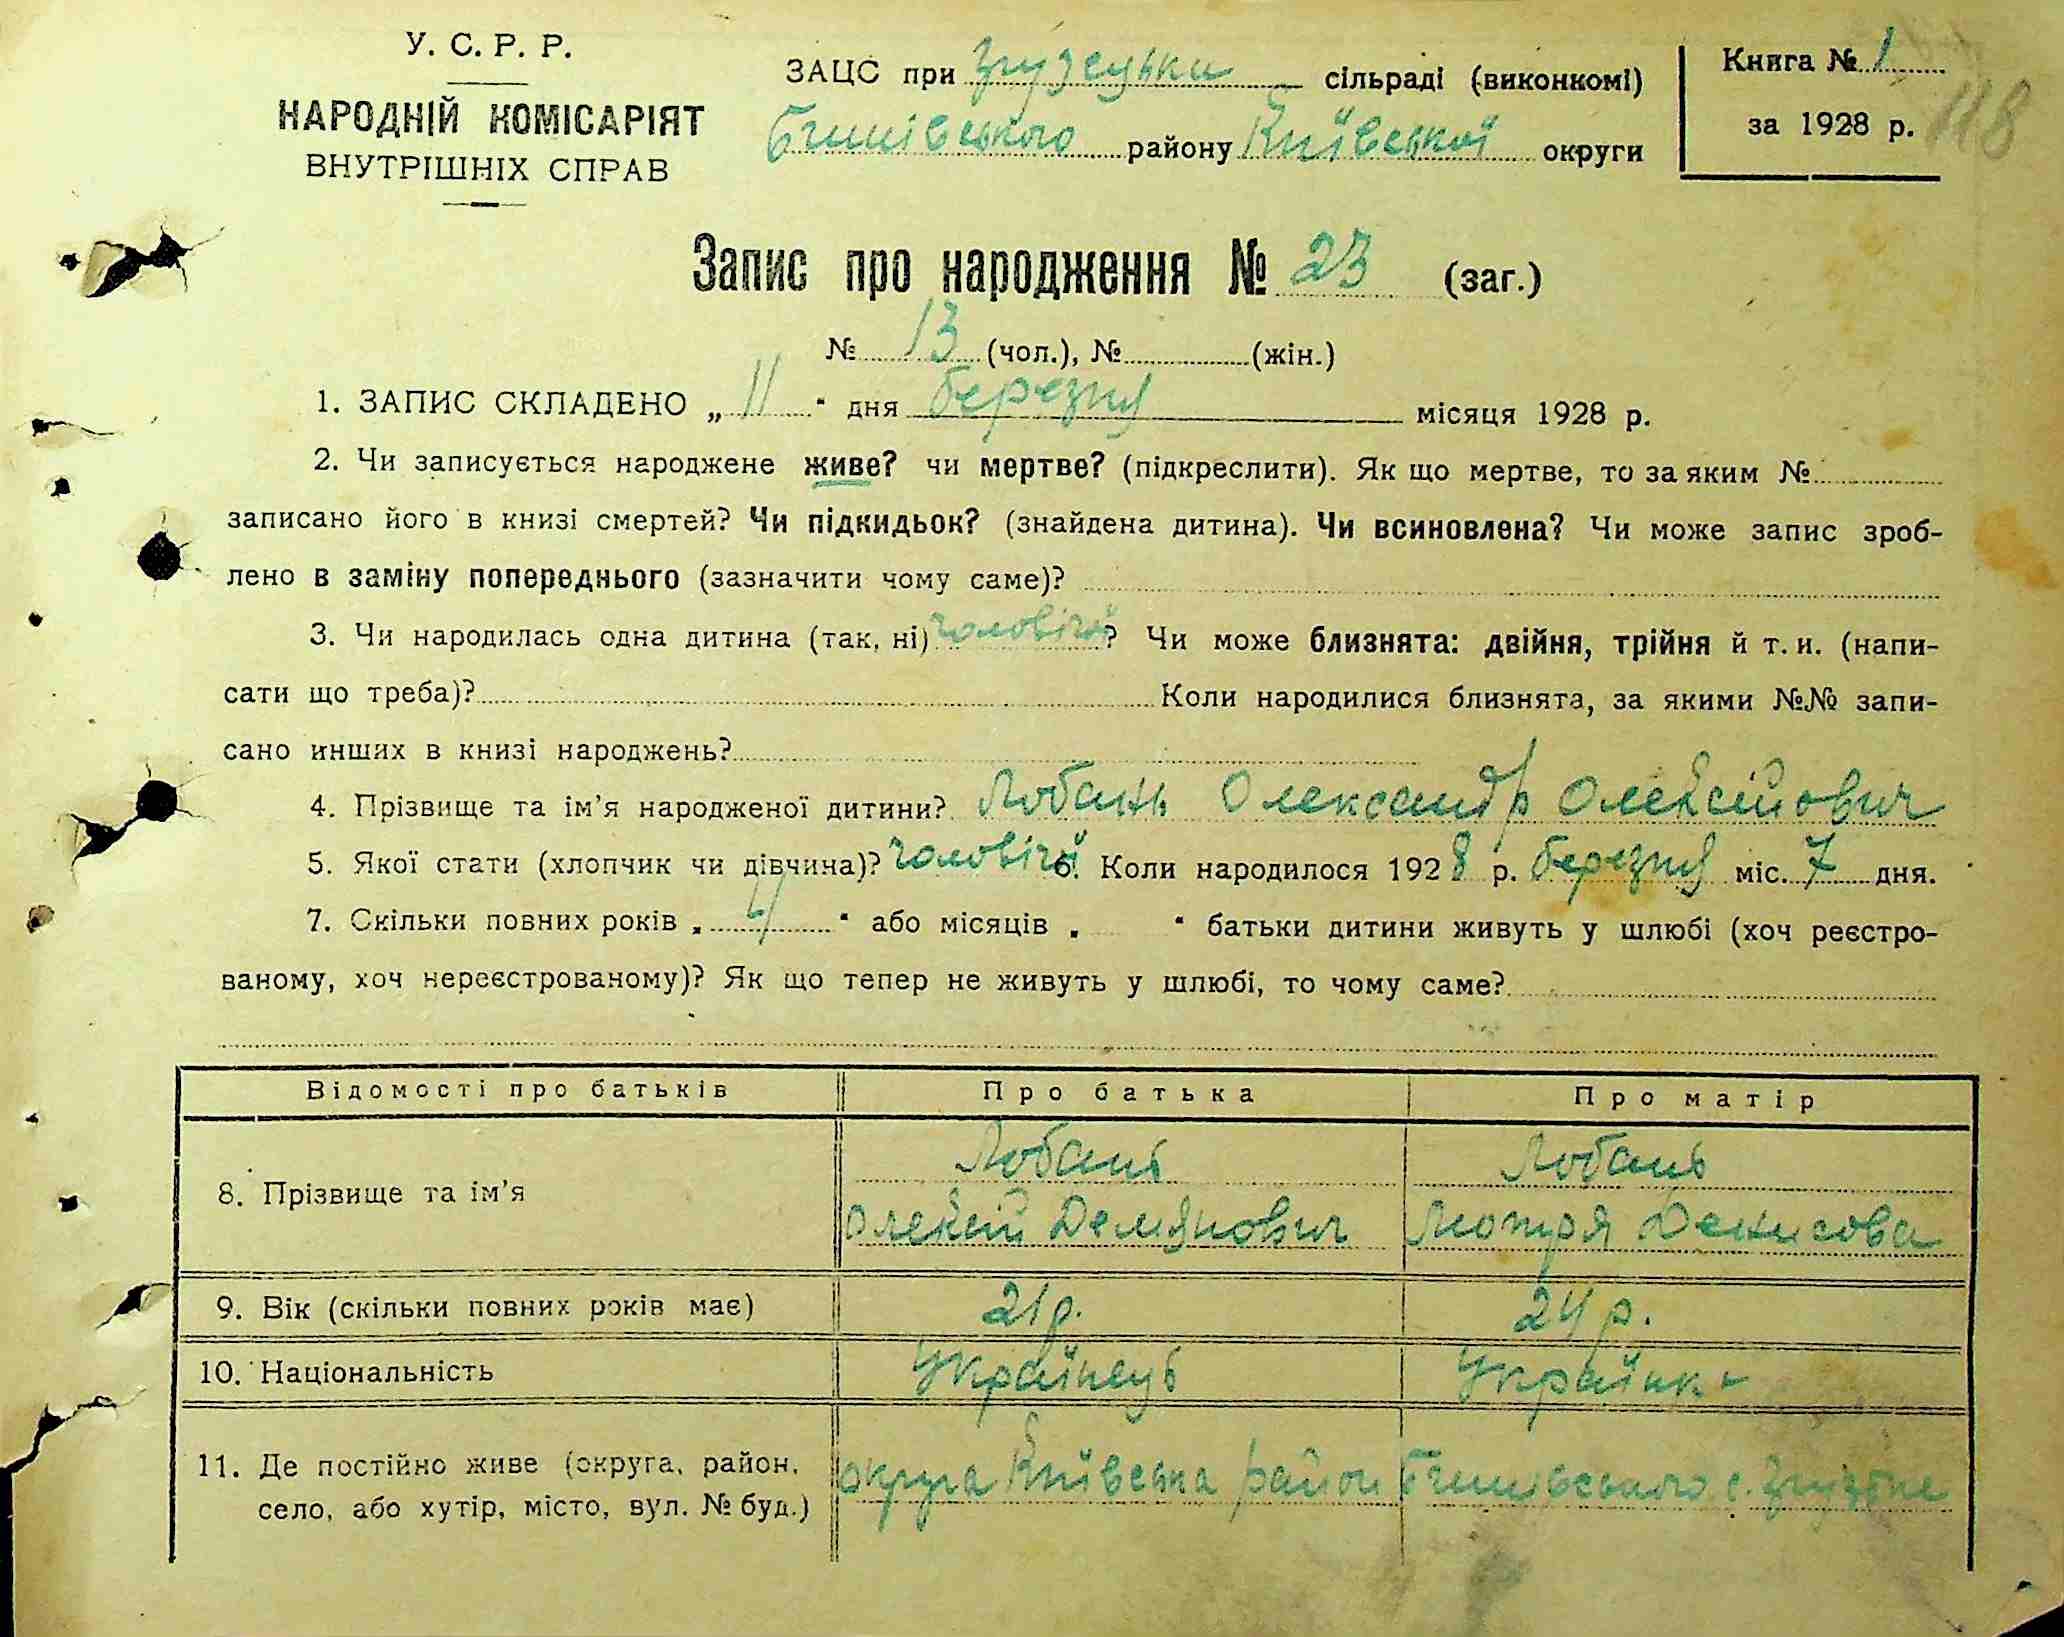 У. С. Р. Р.
НАРОДНІЙ КОМІСАРІЯТ
ВНУТРІШНІХ СПРАВ
ЗАЦС при сільраді (виконкомі)
району Київської округи
Книга № 1
за 1928 р.
118
Запис про народження № 23 (заг.)
№ 13 (чол.), № (жін.)
1. ЗАПИС СКЛАДЕНО „ 11 “ дня березня місяця 1928 р.
2. Чи записується народжене живе? чи мертве? (підкреслити). Як що мертве, то за яким №
записано його в книзі смертей? Чи підкидьок? (знайдена дитина). Чи всиновлена? Чи може запис зроб-
лено в заміну попереднього (зазначити чому саме)?
3. Чи народилась одна дитина (так, ні) чоловічої? Чи може близнята: двійня, трійня й т. и. (напи-
сати що треба)? Коли народилися близнята, за якими №№ запи-
сано инших в книзі народжень?
4. Прізвище та ім'я народженої дитини? Лобань Олександр Олексійович
5. Якої стати (хлопчик чи дівчина)? чоловічої 6. Коли народилося 1928 р. березня міс. 7 дня.
7. Скільки повних років „ 4 “ або місяців „ “ батьки дитини живуть у шлюбі (хоч реєстро-
ваному, хоч нереєстрованому)? Як що тепер не живуть у шлюбі, то чому саме?
Відомості про батьків Про батька Про матір
Лобань Лобань
8. Прізвище та ім'я
Олексій Демянович Мотря Денисова
9. Вік (скільки повних років має) 21 р. 24 р.
10. Національність Українець Українка
11. Де постійно живе (округа, район,
округа Київська район с.
село, або хутір, місто, вул. № буд.)